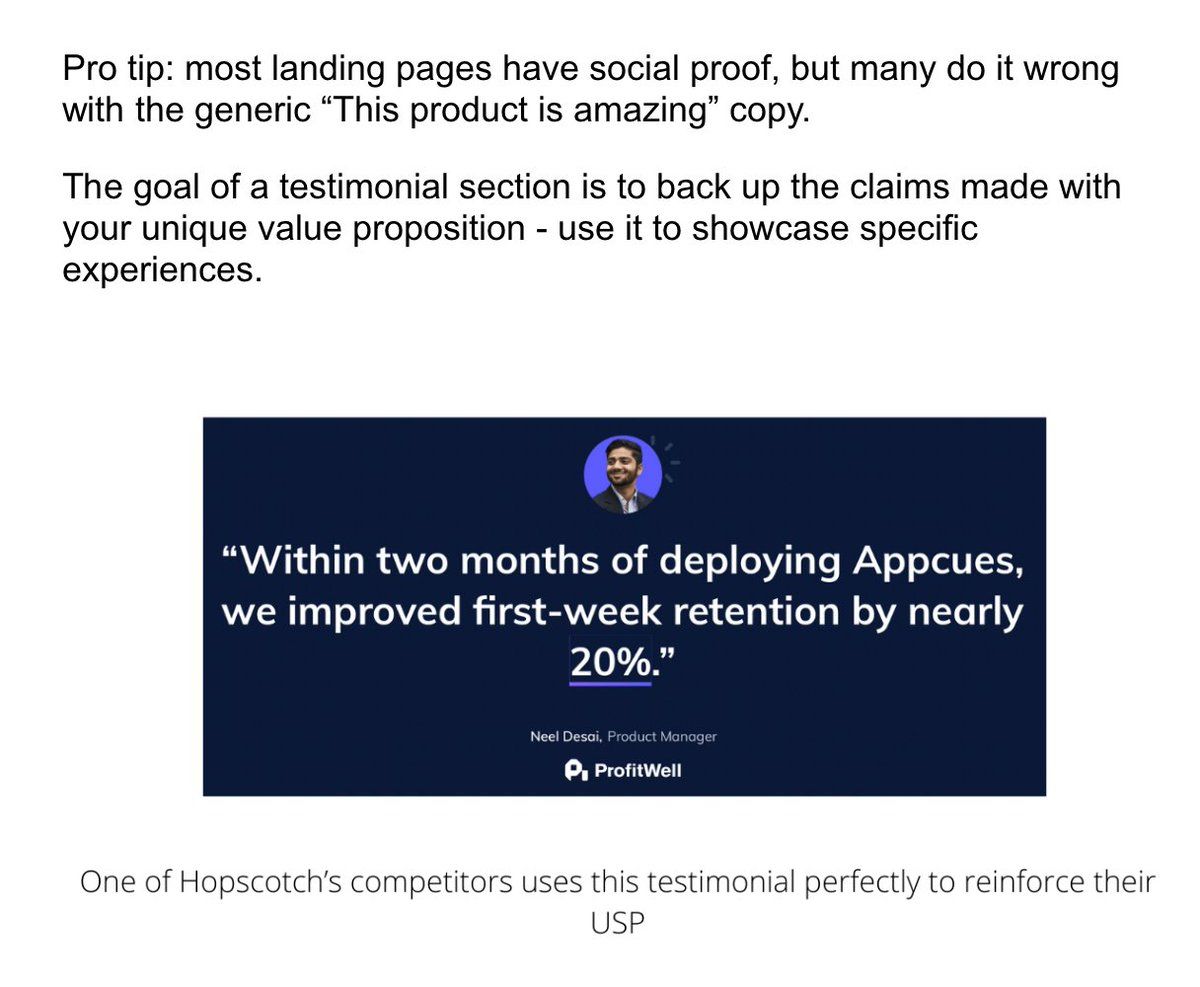 Pro tip: most landing pages have social proof, but many do it wrong
with the generic “This product is amazing” copy.
The goal of a testimonial section is to back up the claims made with
your unique value proposition - use it to showcase specific
experiences.
“Within two months of deploying Appcues,
we improved first-week retention by nearly
20%.”
Neel Desai, Product Manager
ProfitWell
One of Hopscotch’s competitors uses this testimonial perfectly to reinforce their
USP